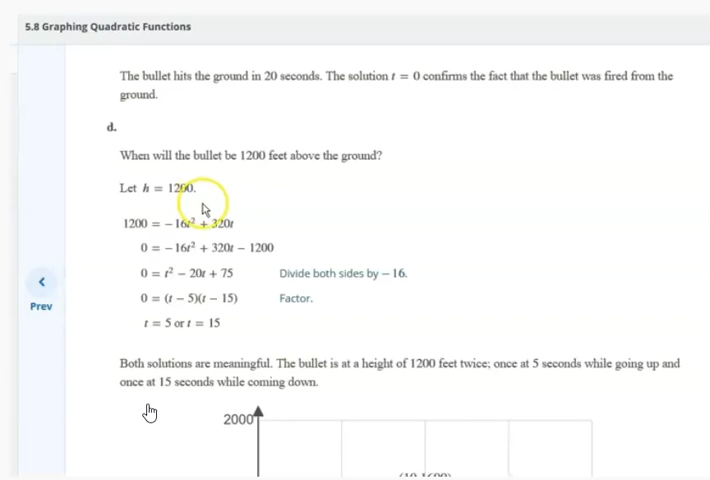 5.8 Graphing Quadratic Functions
The bullet hits the ground in 20 seconds. The solution t = 0 confirms the fact that the bullet was fired from the
ground.
d.
When will the bullet be 1200 feet above the ground?
Let h = 1200.
1200 = −16t² + 320t
0 = −16t² + 320t − 1200
0 = t² − 20t + 75 Divide both sides by − 16.
0 = (t − 5)(t − 15) Factor.
t = 5 or t = 15
Prev
Both solutions are meaningful. The bullet is at a height of 1200 feet twice; once at 5 seconds while going up and
once at 15 seconds while coming down.
2000